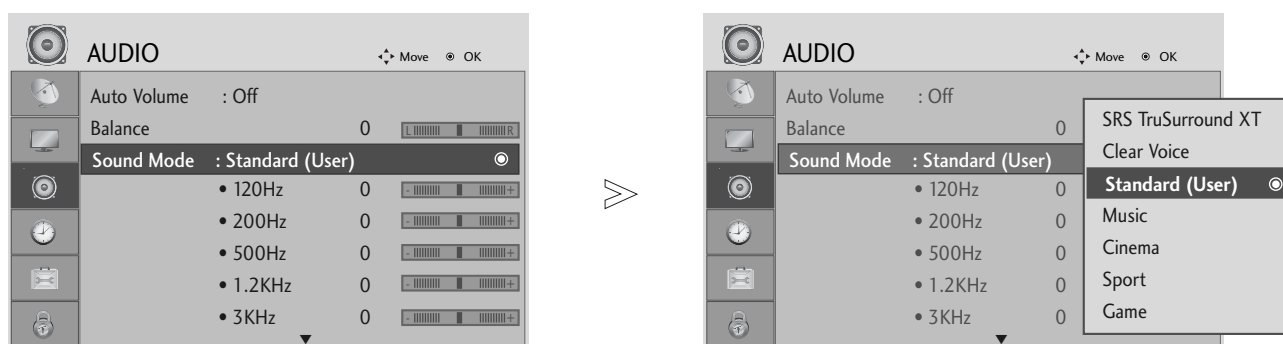 AUDIO
Move OK
Auto Volume : Off
Balance 0 L R
Sound Mode : Standard (User)
• 120Hz 0 - +
• 200Hz 0 - +
• 500Hz 0 - +
• 1.2KHz 0 - +
• 3KHz 0 - +
AUDIO
Move OK
Auto Volume : Off
Balance 0
Sound Mode : Standard (User)
• 120Hz 0
• 200Hz 0
• 500Hz 0
• 1.2KHz 0
• 3KHz 0
SRS TruSurround XT
Clear Voice
Standard (User)
Music
Cinema
Sport
Game